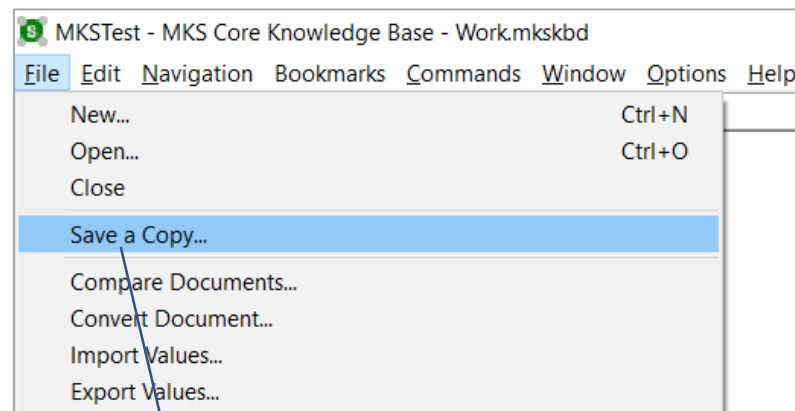 S MKSTest - MKS Core Knowledge Base - Work.mkskbd
File Edit Navigation Bookmarks Commands Window Options Help
New... Ctrl+N
Open... Ctrl+O
Close
Save a Copy...
Compare Documents...
Convert Document...
Import Values...
Export Values...